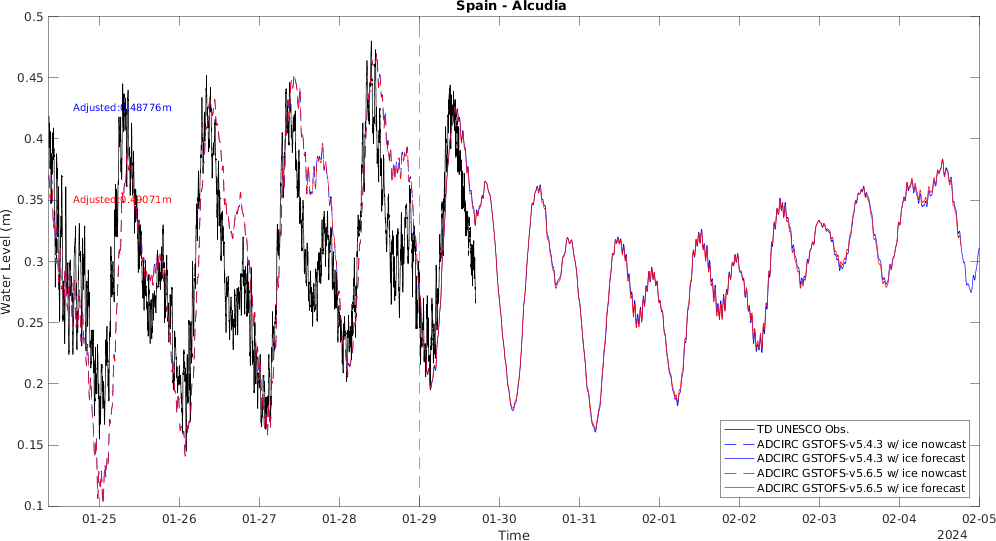 Spain - Alcudia
0.5
0.45
0.4
0.35
0.3
0.25
0.2
0.15
0.1
Water Level (m)
Adjusted:0.48776m
Adjusted:0.49071m
TD UNESCO Obs.
ADCIRC GSTOFS-v5.4.3 w/ ice nowcast
ADCIRC GSTOFS-v5.4.3 w/ ice forecast
ADCIRC GSTOFS-v5.6.5 w/ ice nowcast
ADCIRC GSTOFS-v5.6.5 w/ ice forecast
01-25 01-26 01-27 01-28 01-29 01-30 01-31 02-01 02-02 02-03 02-04 02-05
Time
2024